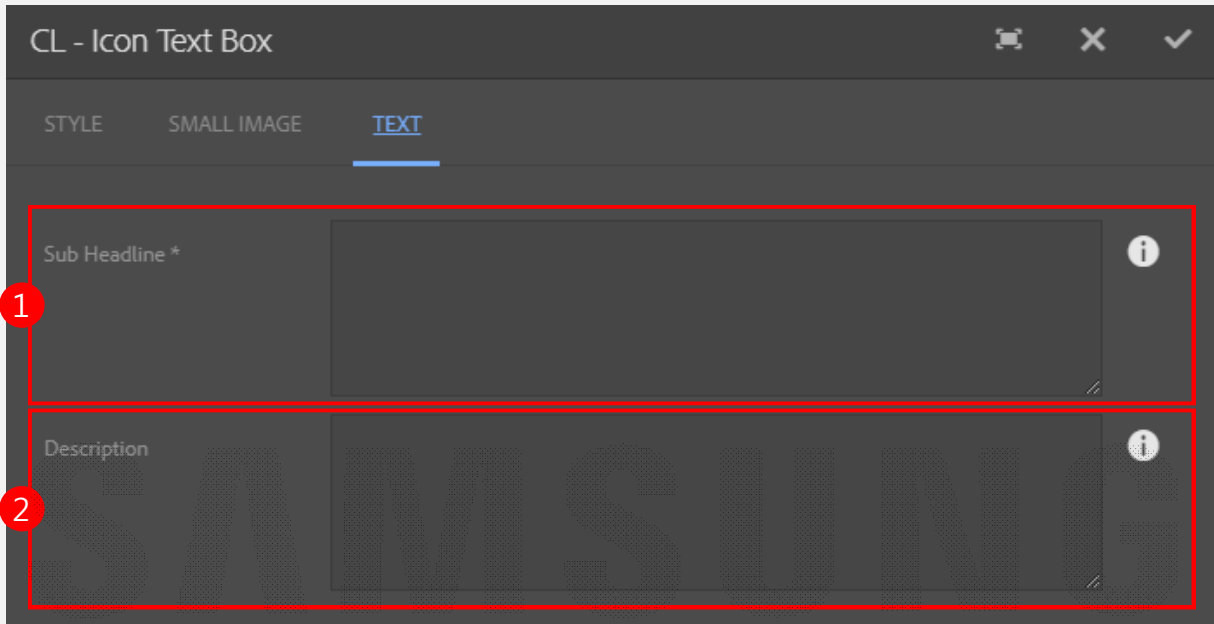 CL - Icon Text Box
STYLE SMALL IMAGE TEXT
Sub Headline *
1
Description
2
SAMSUNG